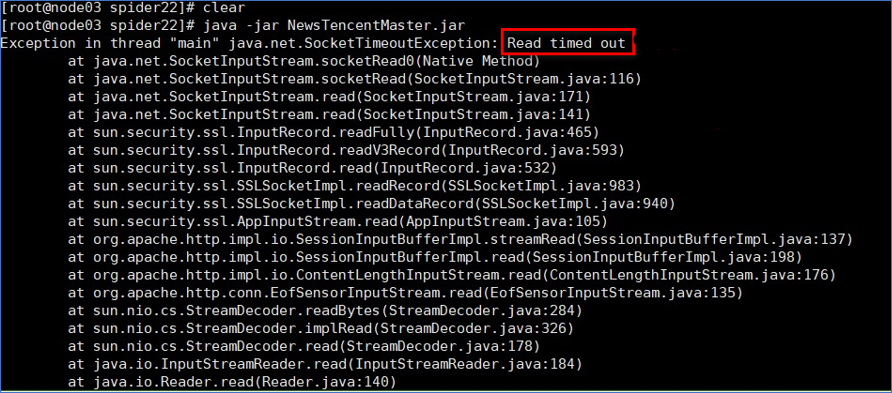 [root@node03 spider22]# clear
[root@node03 spider22]# java -jar NewsTencentMaster.jar
Exception in thread "main" java.net.SocketTimeoutException: Read timed out
at java.net.SocketInputStream.socketRead0(Native Method)
at java.net.SocketInputStream.socketRead(SocketInputStream.java:116)
at java.net.SocketInputStream.read(SocketInputStream.java:171)
at java.net.SocketInputStream.read(SocketInputStream.java:141)
at sun.security.ssl.InputRecord.readFully(InputRecord.java:465)
at sun.security.ssl.InputRecord.readV3Record(InputRecord.java:593)
at sun.security.ssl.InputRecord.read(InputRecord.java:532)
at sun.security.ssl.SSLSocketImpl.readRecord(SSLSocketImpl.java:983)
at sun.security.ssl.SSLSocketImpl.readDataRecord(SSLSocketImpl.java:940)
at sun.security.ssl.AppInputStream.read(AppInputStream.java:105)
at org.apache.http.impl.io.SessionInputBufferImpl.streamRead(SessionInputBufferImpl.java:137)
at org.apache.http.impl.io.SessionInputBufferImpl.read(SessionInputBufferImpl.java:198)
at org.apache.http.impl.io.ContentLengthInputStream.read(ContentLengthInputStream.java:176)
at org.apache.http.conn.EofSensorInputStream.read(EofSensorInputStream.java:135)
at sun.nio.cs.StreamDecoder.readBytes(StreamDecoder.java:284)
at sun.nio.cs.StreamDecoder.implRead(StreamDecoder.java:326)
at sun.nio.cs.StreamDecoder.read(StreamDecoder.java:178)
at java.io.InputStreamReader.read(InputStreamReader.java:184)
at java.io.Reader.read(Reader.java:140)